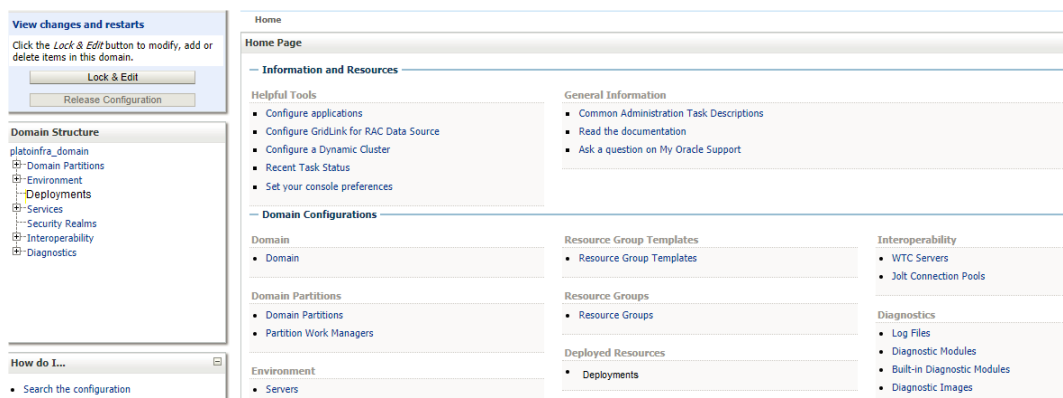 View changes and restarts
Click the Lock & Edit button to modify, add or
delete items in this domain.
Lock & Edit
Release Configuration
Domain Structure
platoinfra_domain
Domain Partitions
Environment
Deployments
Services
Security Realms
Interoperability
Diagnostics
How do I...
Search the configuration
Home
Home Page
Information and Resources
Helpful Tools
Configure applications
Configure GridLink for RAC Data Source
Configure a Dynamic Cluster
Recent Task Status
Set your console preferences
General Information
Common Administration Task Descriptions
Read the documentation
Ask a question on My Oracle Support
Domain Configurations
Domain
Domain
Domain Partitions
Domain Partitions
Partition Work Managers
Environment
Servers
Resource Group Templates
Resource Group Templates
Resource Groups
Resource Groups
Deployed Resources
Deployments
Interoperability
WTC Servers
Jolt Connection Pools
Diagnostics
Log Files
Diagnostic Modules
Built-in Diagnostic Modules
Diagnostic Images